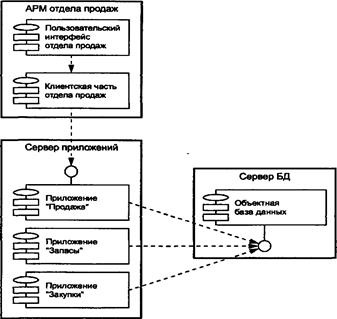 АРМ отдела продаж
Пользовательский
интерфейс
отдела продаж
Клиентская часть
отдела продаж
Сервер приложений
Приложение
"Продажа"
Приложение
"Запасы"
Приложение
"Закупки"
Сервер БД
Объектная
база данных